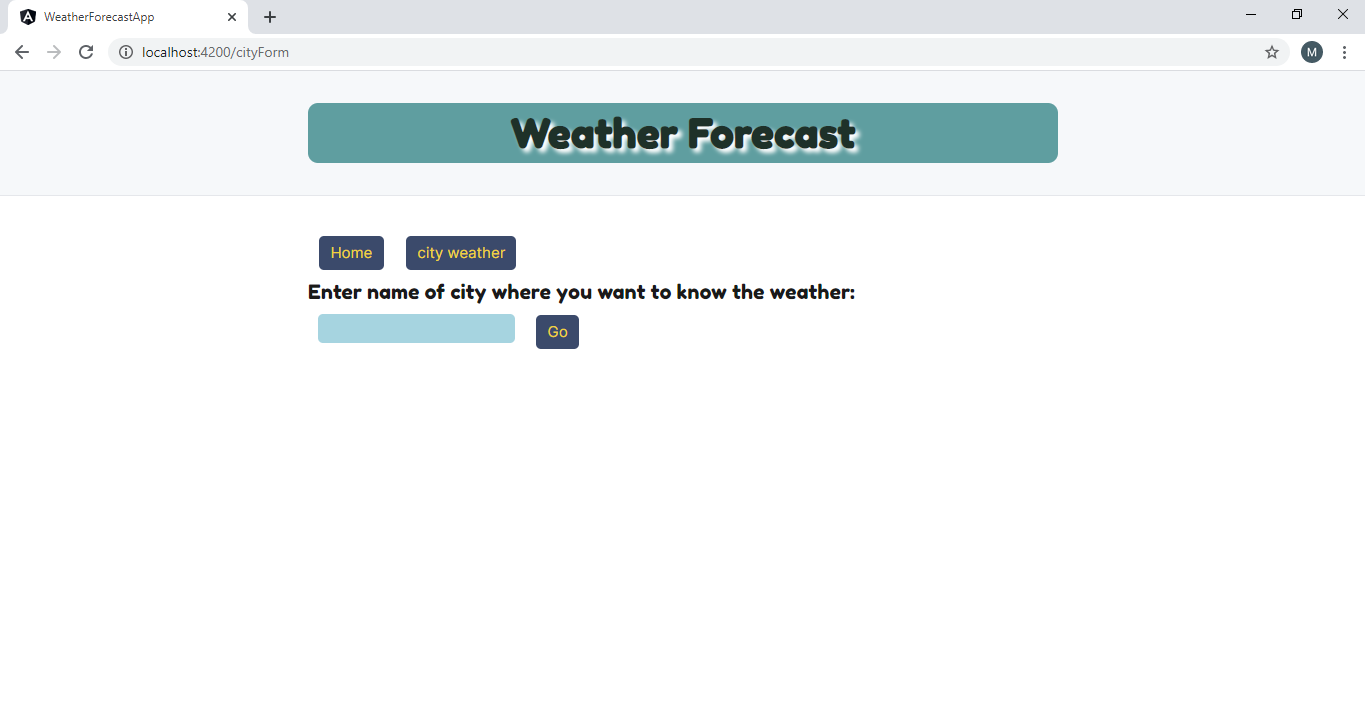 WeatherForecastApp
localhost:4200/cityForm
M
Weather Forecast
Home city weather
Enter name of city where you want to know the weather:
Go